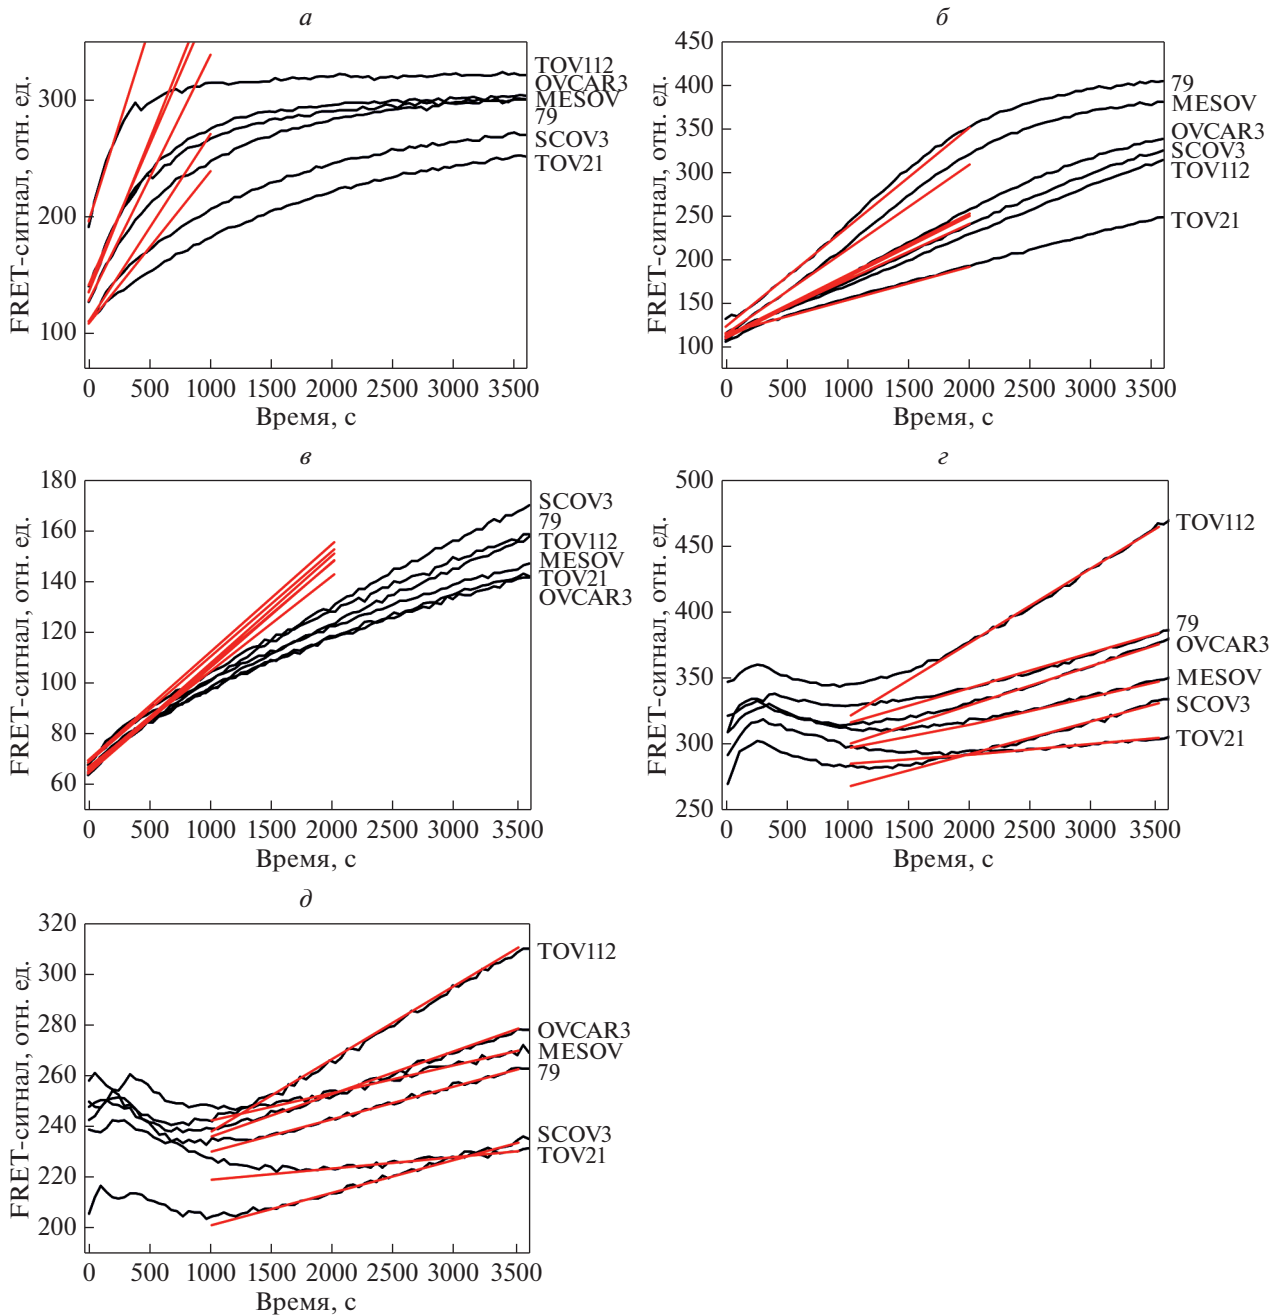 а
FRET-сигнал, отн. ед.
300
200
100
0 500 1000 1500 2000 2500 3000 3500
Время, с
TOV112
OVCAR3
MESOV
79
SCOV3
TOV21
б
FRET-сигнал, отн. ед.
450
400
350
300
250
200
150
100
0 500 1000 1500 2000 2500 3000 3500
Время, с
79
MESOV
OVCAR3
SCOV3
TOV112
TOV21
в
FRET-сигнал, отн. ед.
180
160
140
120
100
80
60
0 500 1000 1500 2000 2500 3000 3500
Время, с
SCOV3
79
TOV112
MESOV
TOV21
OVCAR3
г
FRET-сигнал, отн. ед.
500
450
400
350
300
250
0 500 1000 1500 2000 2500 3000 3500
Время, с
TOV112
79
OVCAR3
MESOV
SCOV3
TOV21
д
FRET-сигнал, отн. ед.
320
300
280
260
240
220
200
0 500 1000 1500 2000 2500 3000 3500
Время, с
TOV112
OVCAR3
MESOV
79
SCOV3
TOV21